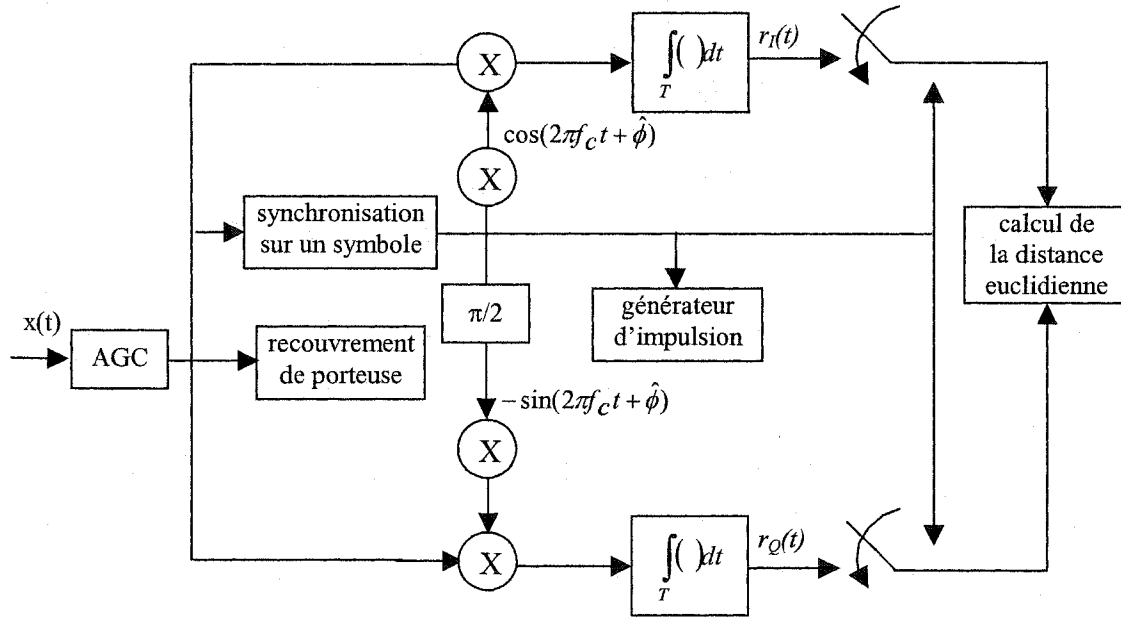 X
∫( )dt
T
r_I(t)
cos(2πf_c t + φ̂)
X
synchronisation
sur un symbole
calcul de
la distance
euclidienne
π/2
générateur
d'impulsion
x(t)
AGC
recouvrement
de porteuse
−sin(2πf_c t + φ̂)
X
X
∫( )dt
T
r_Q(t)